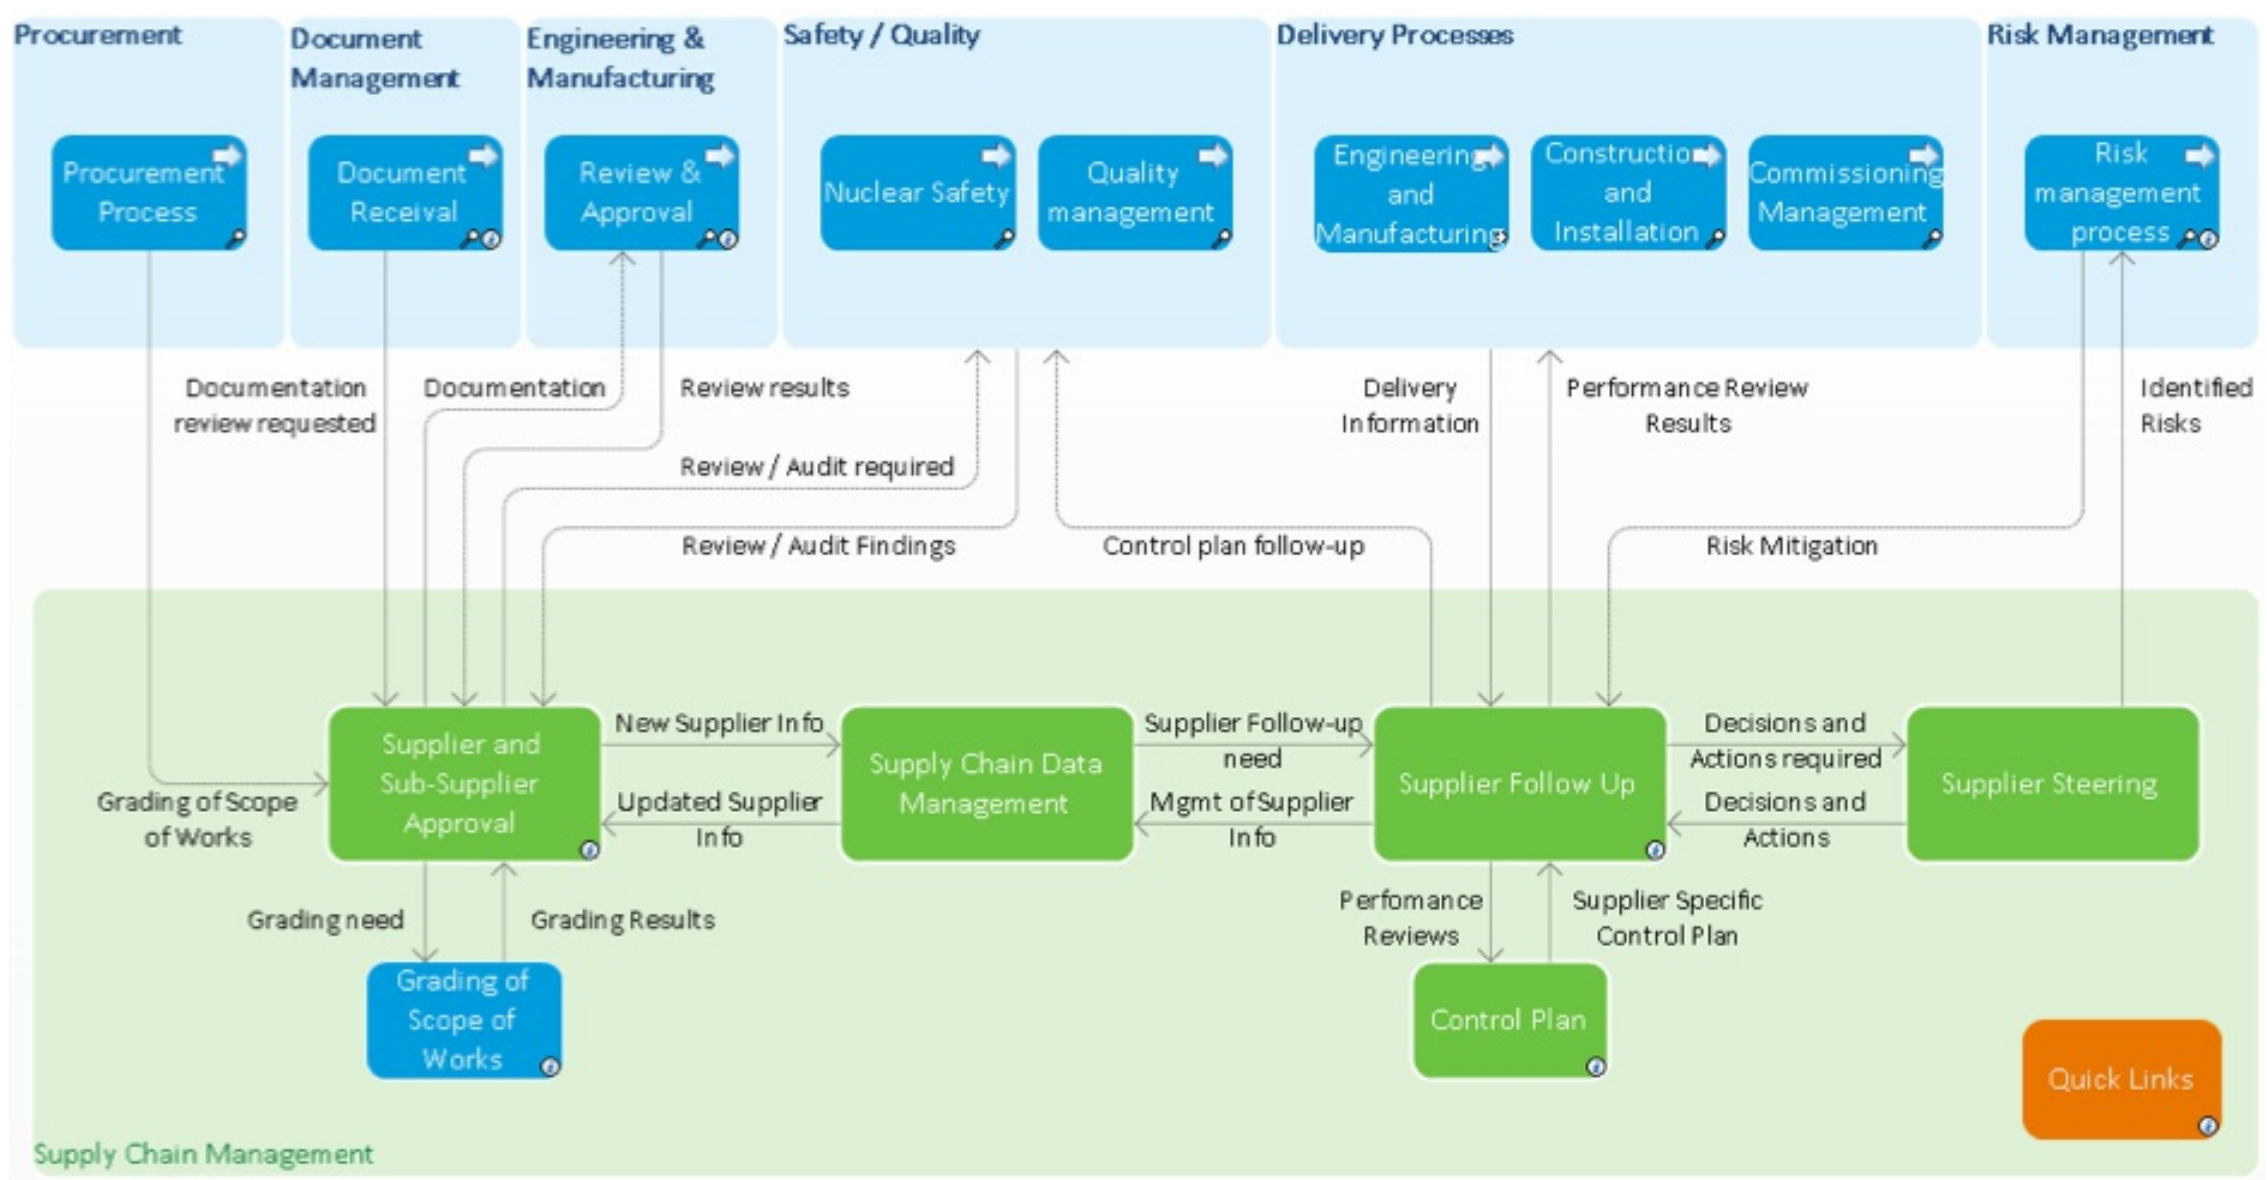 Procurement
Document
Management
Engineering &
Manufacturing
Safety / Quality
Delivery Processes
Risk Management
Procurement
Process
Document
Receival
Review &
Approval
Nuclear Safety
Quality
management
Engineering
and
Manufacturing
Construction
and
Installation
Commissioning
Management
Risk
management
process
Documentation
review requested
Documentation
Review results
Review / Audit required
Review / Audit Findings
Control plan follow-up
Delivery
Information
Performance Review
Results
Risk Mitigation
Identified
Risks
Grading of Scope
of Works
Supplier and
Sub-Supplier
Approval
New Supplier Info
Updated Supplier
Info
Supply Chain Data
Management
Supplier Follow-up
need
Mgmt of Supplier
Info
Supplier Follow Up
Decisions and
Actions required
Decisions and
Actions
Supplier Steering
Grading need
Grading Results
Perfomance
Reviews
Supplier Specific
Control Plan
Grading of
Scope of
Works
Control Plan
Quick Links
Supply Chain Management